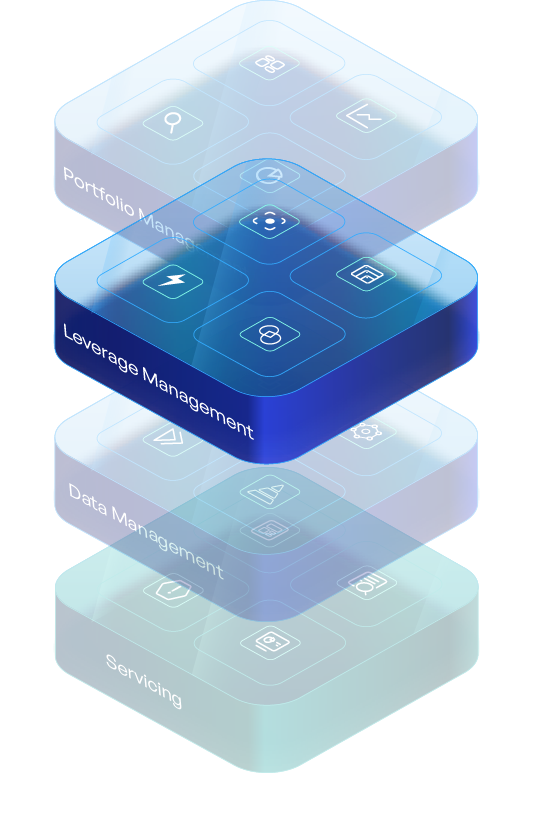 Portfolio Manag
Leverage Management
Data Management
Servicing